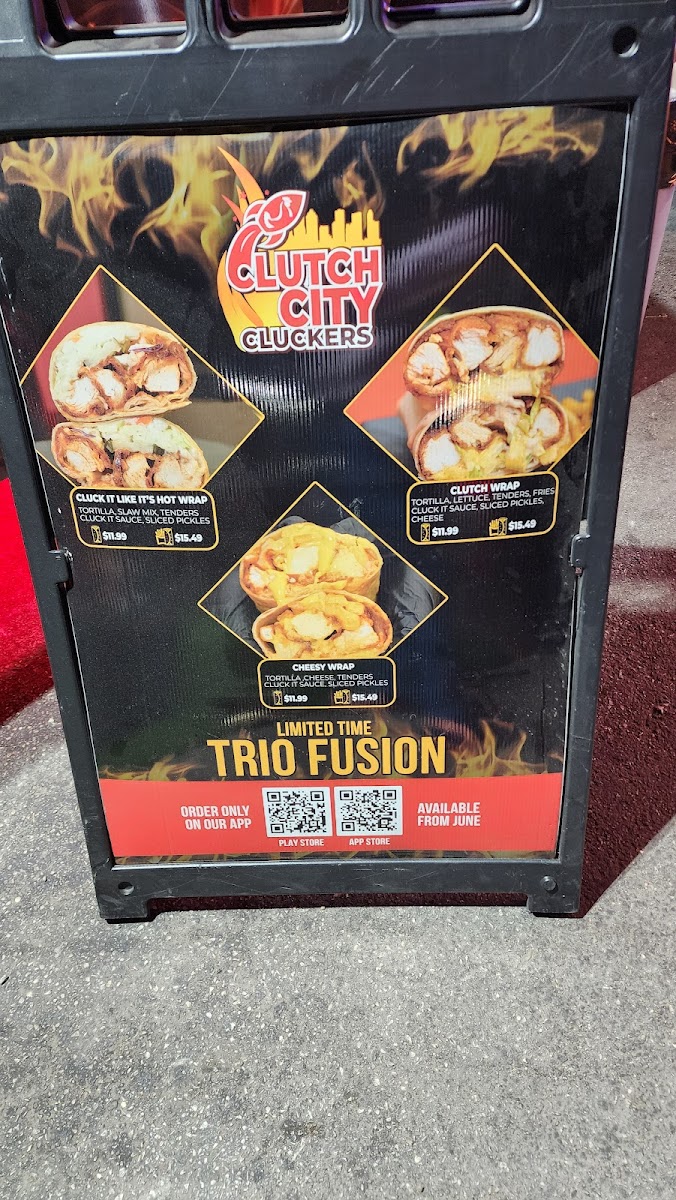 CLUTCH
CITY
CLUCKERS
CLUCK IT LIKE IT'S HOT WRAP
TORTILLA, SLAW MIX, TENDERS
CLUCK IT SAUCE, SLICED PICKLES
$11.99 $15.49
CLUTCH WRAP
TORTILLA, LETTUCE, TENDERS, FRIES
CLUCK IT SAUCE, SLICED PICKLES,
CHEESE
$11.99 $15.49
CHEESY WRAP
TORTILLA ,CHEESE, TENDERS
CLUCK IT SAUCE, SLICED PICKLES
$11.99 $15.49
LIMITED TIME
TRIO FUSION
ORDER ONLY
ON OUR APP
PLAY STORE
APP STORE
AVAILABLE
FROM JUNE